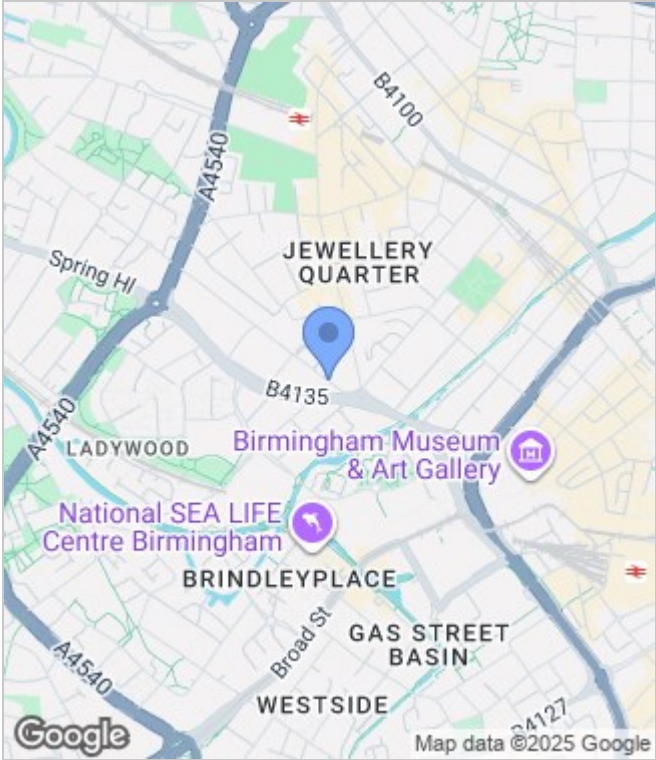 B4100
A4540
JEWELLERY
QUARTER
Spring Hl
B4135
A4540
LADYWOOD
Birmingham Museum
& Art Gallery
National SEA LIFE
Centre Birmingham
BRINDLEYPLACE
Broad St
GAS STREET
BASIN
A4540
WESTSIDE
B4127
Google
Map data ©2025 Google